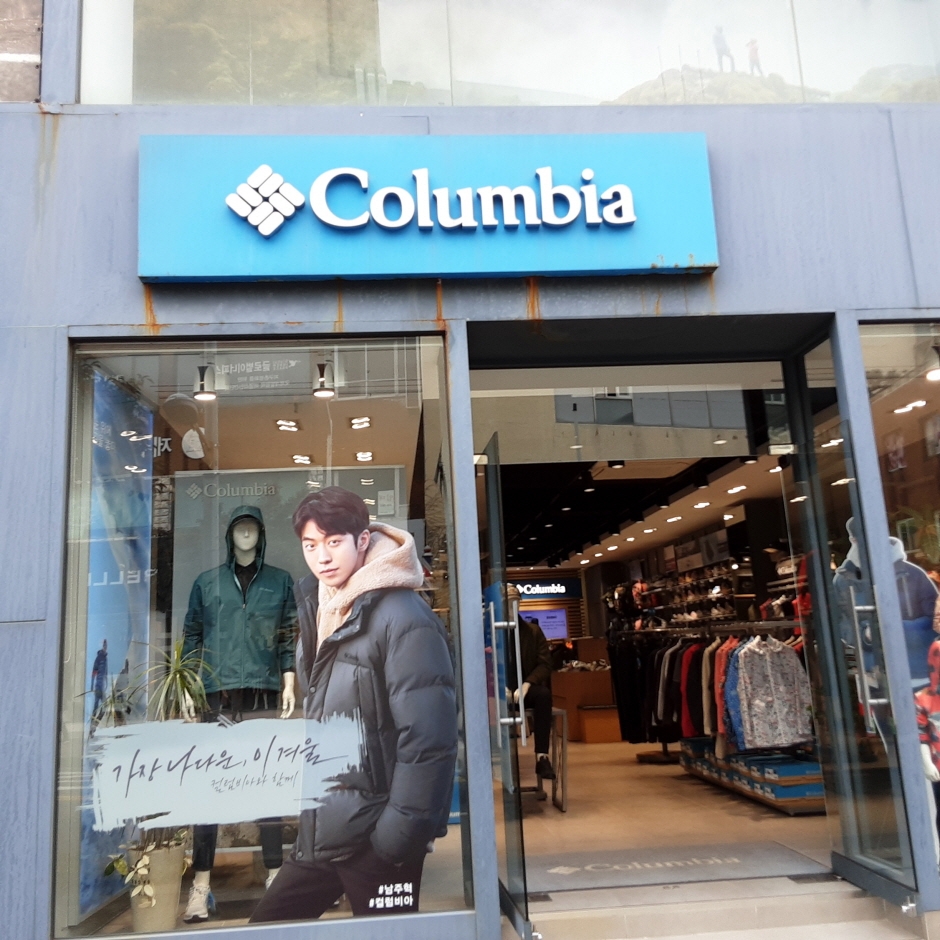 Columbia
Columbia
Columbia
가장 나다운, 이 겨울
컬럼비아와 함께
#남주혁
#컬럼비아
Columbia